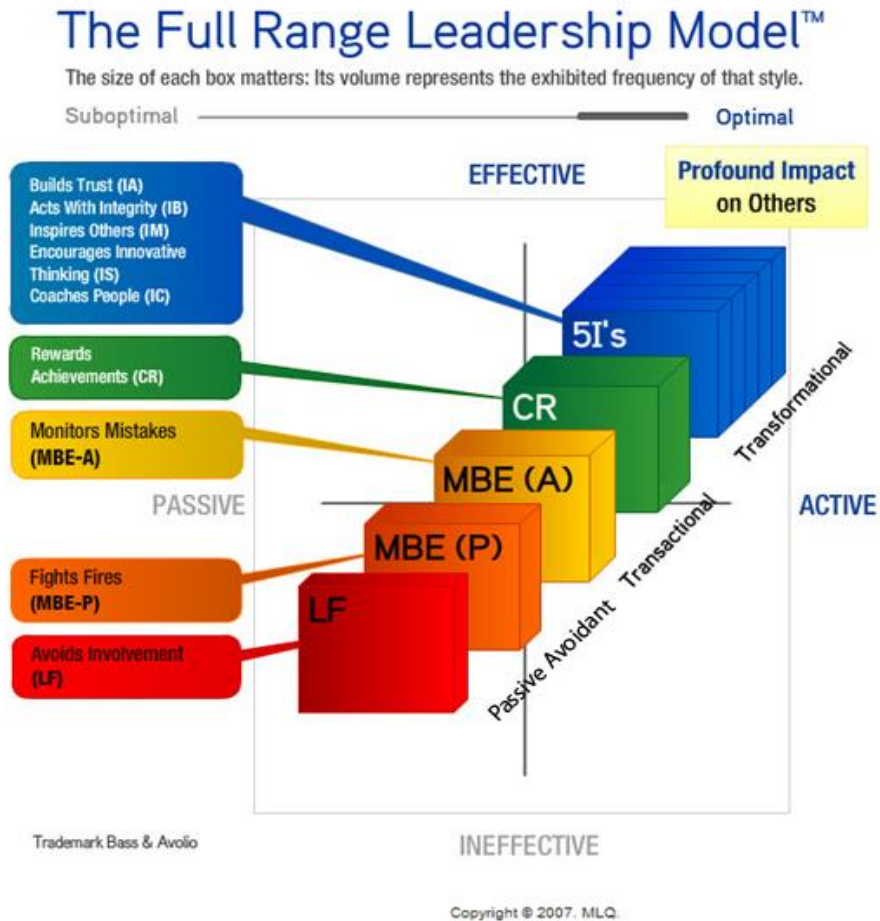 The Full Range Leadership Model™
The size of each box matters: Its volume represents the exhibited frequency of that style.
Suboptimal
Optimal
EFFECTIVE
Profound Impact
on Others
Builds Trust (IA)
Acts With Integrity (IB)
Inspires Others (IM)
Encourages Innovative
Thinking (IS)
Coaches People (IC)
5I's
Rewards
Achievements (CR)
CR
Transformational
Monitors Mistakes
(MBE-A)
MBE (A)
PASSIVE
ACTIVE
Transactional
MBE (P)
Fights Fires
(MBE-P)
LF
Passive Avoidant
Avoids Involvement
(LF)
Trademark Bass & Avolio
INEFFECTIVE
Copyright © 2007. MLQ.